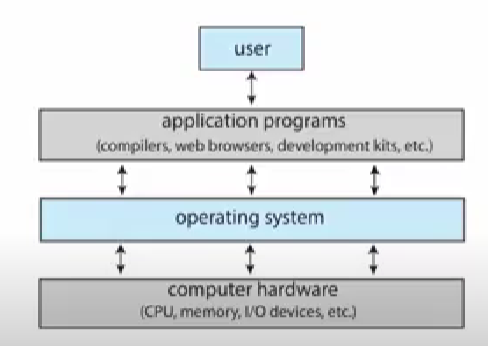 user
application programs
(compilers, web browsers, development kits, etc.)
operating system
computer hardware
(CPU, memory, I/O devices, etc.)